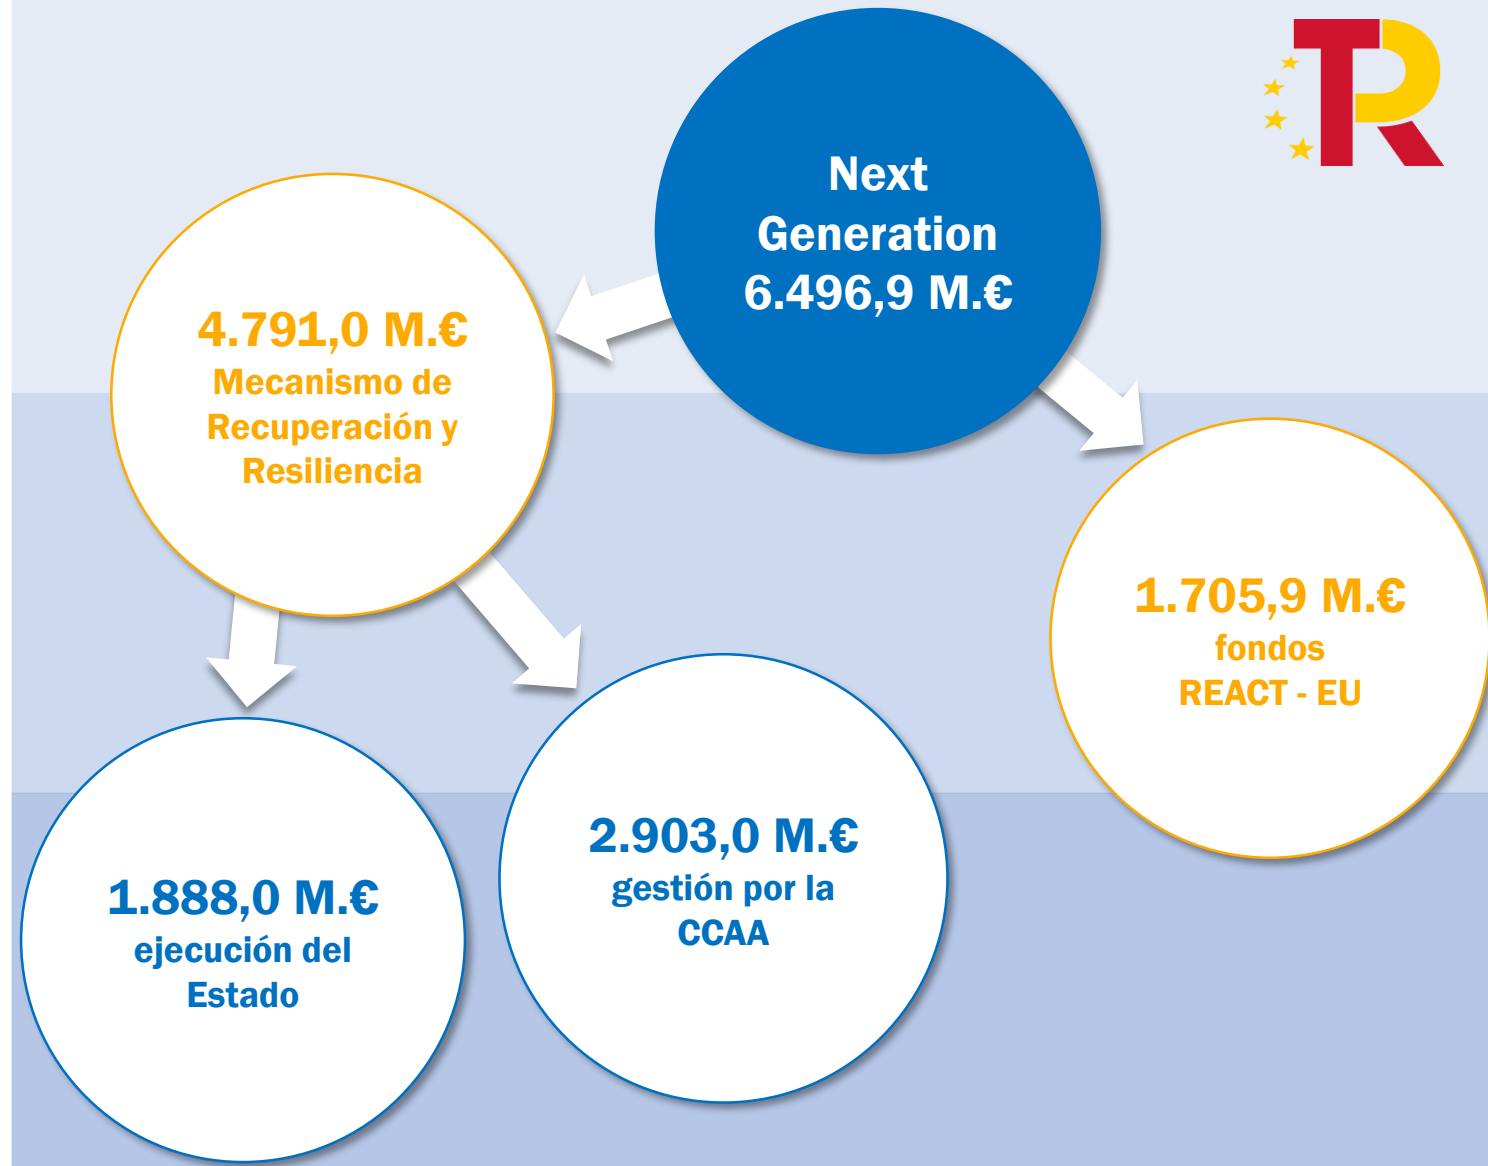 Next
Generation
6.496,9 M.€
4.791,0 M.€
Mecanismo de
Recuperación y
Resiliencia
1.705,9 M.€
fondos
REACT - EU
1.888,0 M.€
ejecución del
Estado
2.903,0 M.€
gestión por la
CCAA
TR